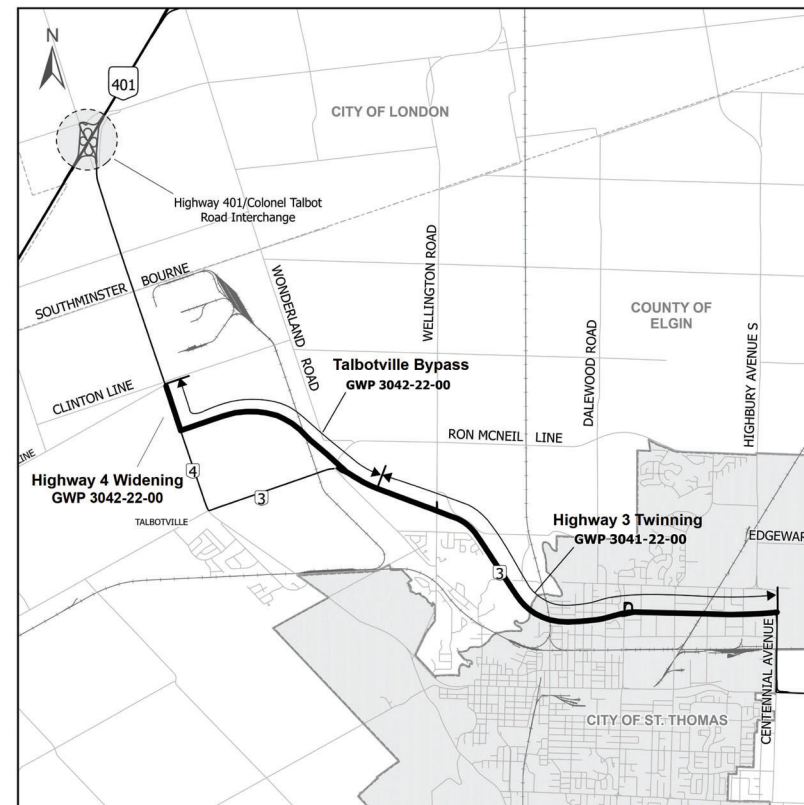 N
401
CITY OF LONDON
Highway 401/Colonel Talbot
Road Interchange
SOUTHMINSTER BOURNE
WONDERLAND ROAD
WELLINGTON ROAD
COUNTY OF
ELGIN
DALEWOOD ROAD
HIGHBURY AVENUE S
Talbotville Bypass
GWP 3042-22-00
CLINTON LINE
RON MCNEIL LINE
LINE
Highway 4 Widening
GWP 3042-22-00
4
3
TALBOTVILLE
Highway 3 Twinning
GWP 3041-22-00
EDGEWAR
3
CENTENNIAL AVENUE
CITY OF ST. THOMAS